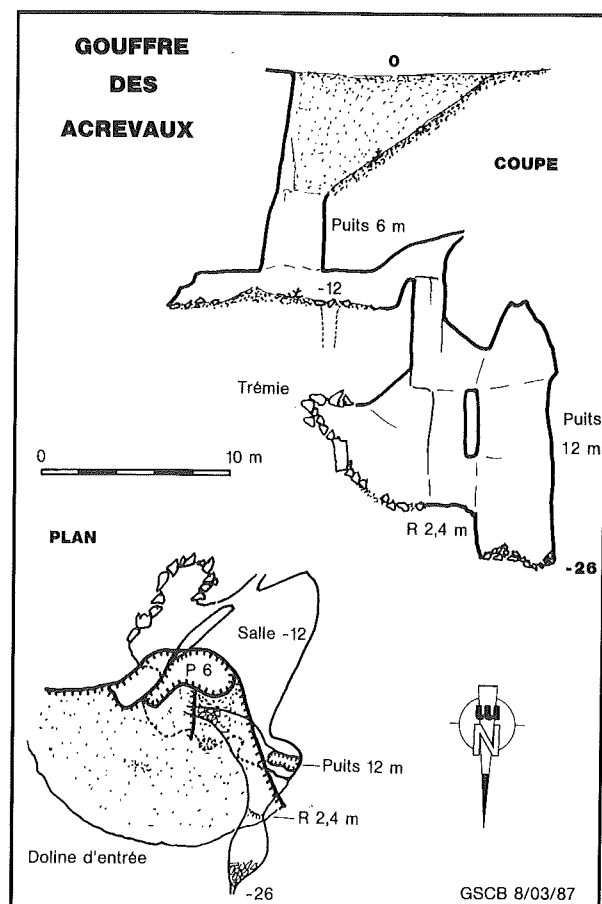 GOUFFRE
DES
ACREVAUX
0
COUPE
Puits 6 m
-12
Trémie
Puits
12 m
0
10 m
R 2,4 m
-26
PLAN
Salle -12
P 6
N
Puits 12 m
R 2,4 m
Doline d'entrée
-26
GSCB 8/03/87